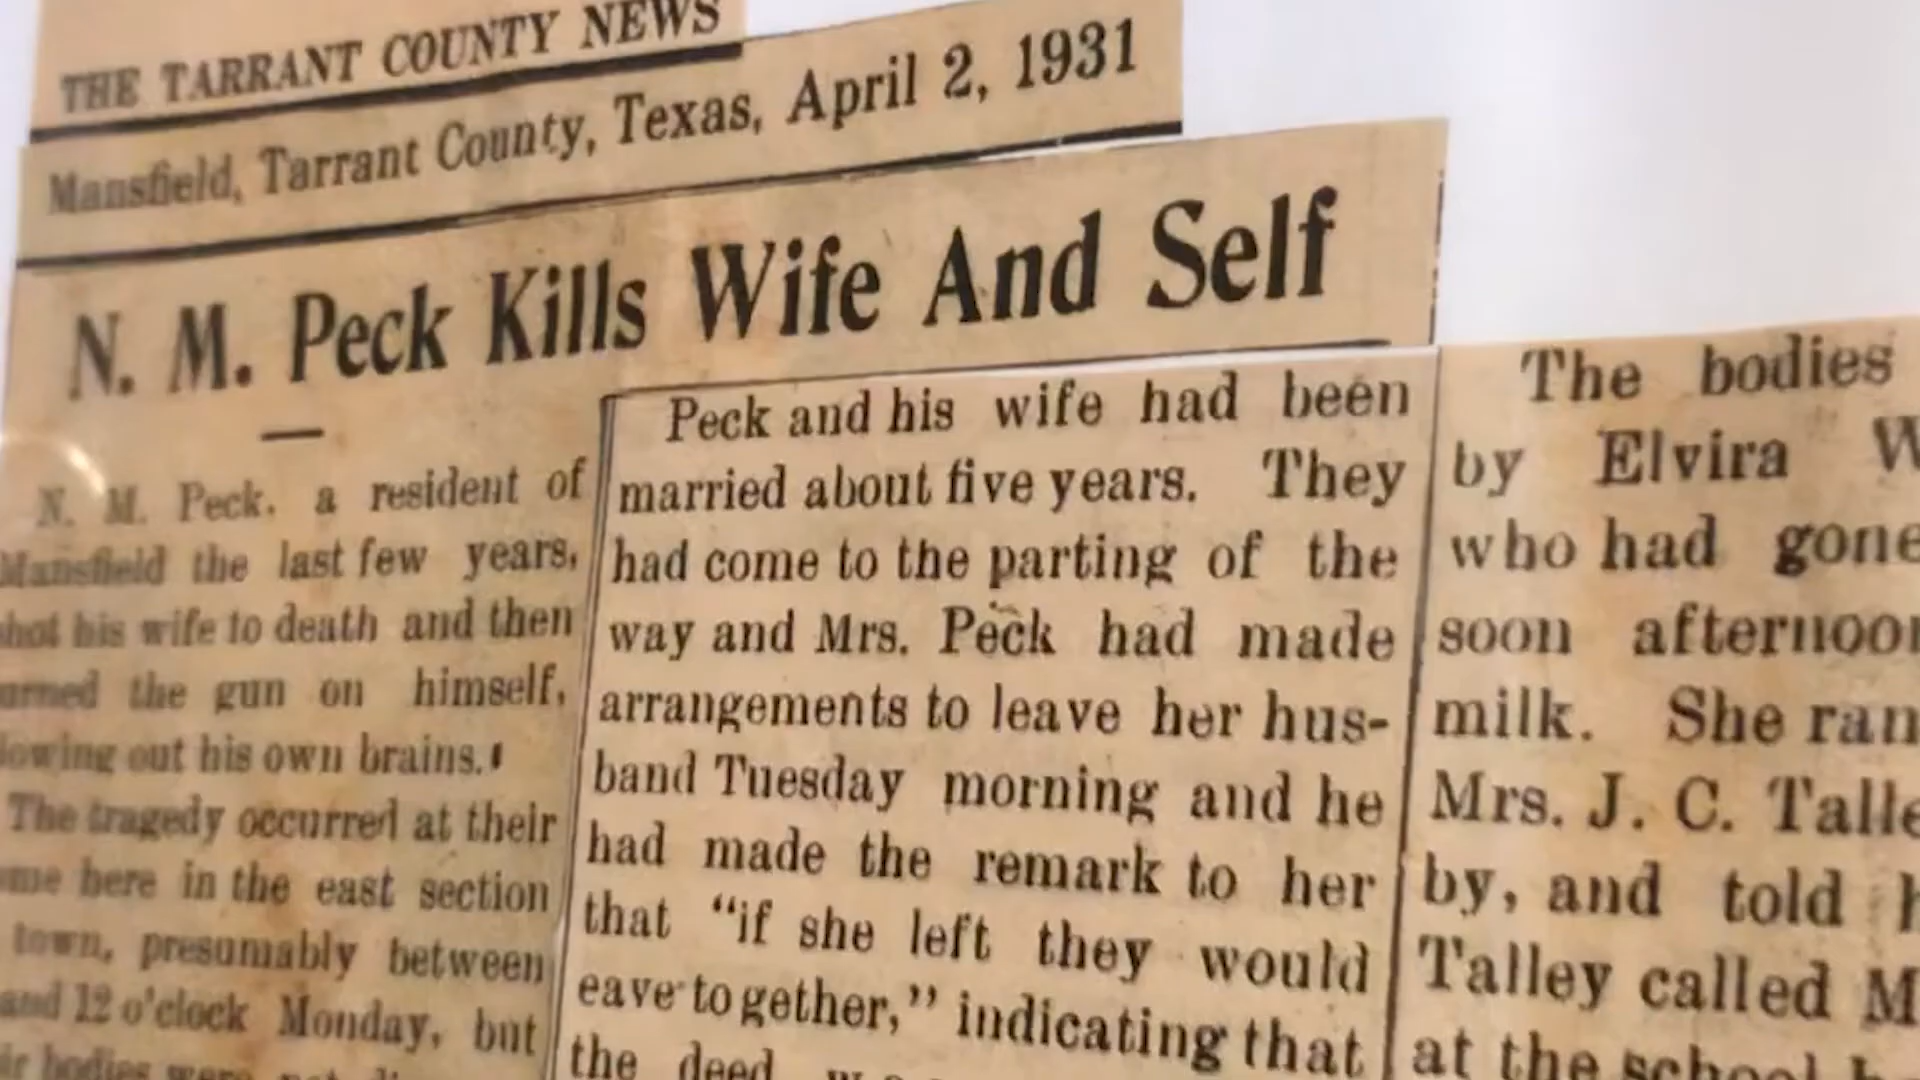 THE TARRANT COUNTY NEWS
Mansfield, Tarrant County, Texas, April 2, 1931
N. M. Peck Kills Wife And Self
N. M. Peck, a resident of
Mansfield the last few years,
shot his wife to death and then
urned the gun on himself,
lowing out his own brains.
The tragedy occurred at their
ome here in the east section
town, presumably between
and 12 o'clock Monday, but
ir bodies were not
Peck and his wife had been
married about five years. They
had come to the parting of the
way and Mrs. Peck had made
arrangements to leave her hus-
band Tuesday morning and he
had made the remark to her
that "if she left they would
eave together," indicating that
the deed
The bodies
by Elvira W
who had gone
soon afternoon
milk. She ran
Mrs. J. C. Talle
by, and told h
Talley called M
at the school